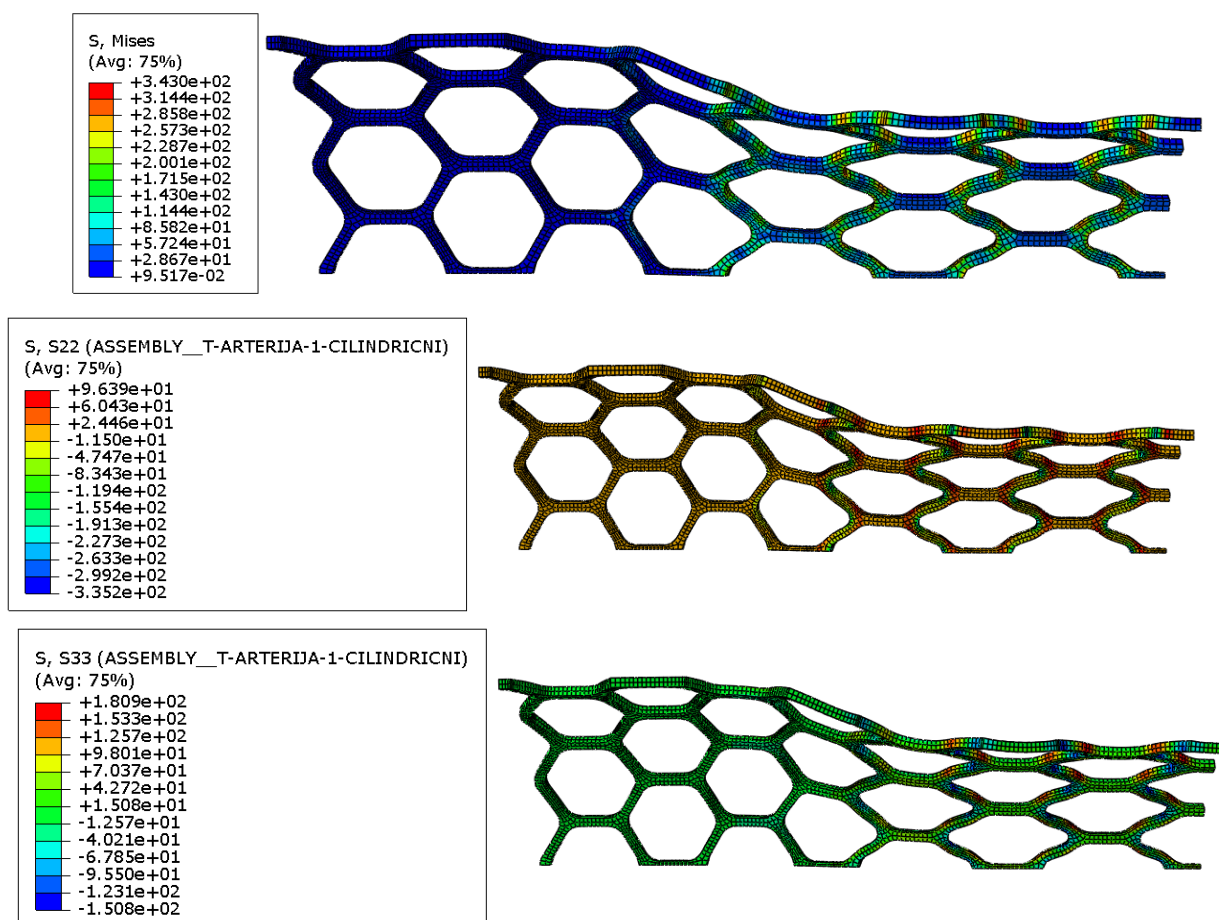 S, Mises
(Avg: 75%)
+3.430e+02
+3.144e+02
+2.858e+02
+2.573e+02
+2.287e+02
+2.001e+02
+1.715e+02
+1.430e+02
+1.144e+02
+8.582e+01
+5.724e+01
+2.867e+01
+9.517e-02
S, S22 (ASSEMBLY__T-ARTERIJA-1-CILINDRICNI)
(Avg: 75%)
+9.639e+01
+6.043e+01
+2.446e+01
-1.150e+01
-4.747e+01
-8.343e+01
-1.194e+02
-1.554e+02
-1.913e+02
-2.273e+02
-2.633e+02
-2.992e+02
-3.352e+02
S, S33 (ASSEMBLY__T-ARTERIJA-1-CILINDRICNI)
(Avg: 75%)
+1.809e+02
+1.533e+02
+1.257e+02
+9.801e+01
+7.037e+01
+4.272e+01
+1.508e+01
-1.257e+01
-4.021e+01
-6.785e+01
-9.550e+01
-1.231e+02
-1.508e+02